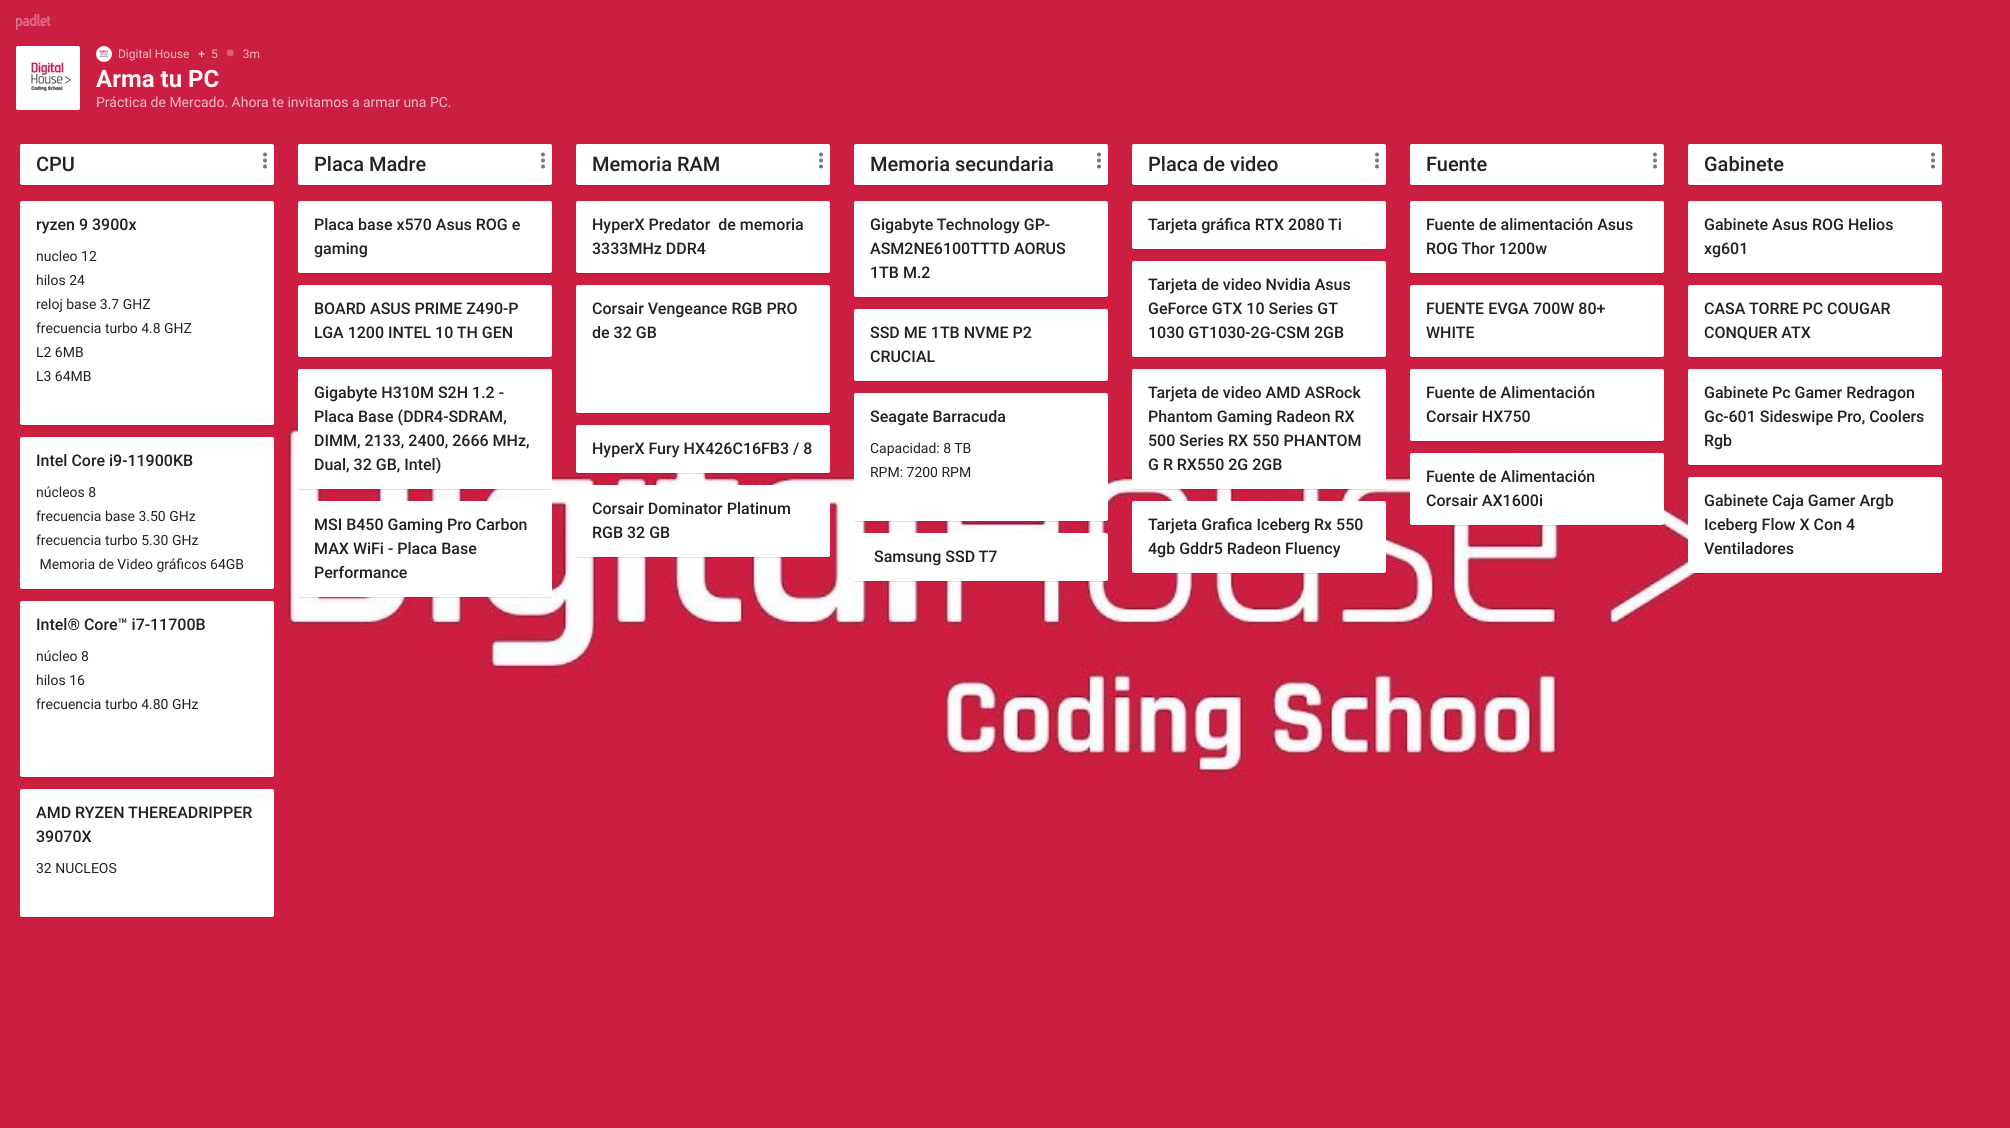 padlet
Digital
House>
Coding School
Digital House + 5 3m
Arma tu PC
Práctica de Mercado. Ahora te invitamos a armar una PC.
CPU
ryzen 9 3900x
nucleo 12
hilos 24
reloj base 3.7 GHZ
frecuencia turbo 4.8 GHZ
L2 6MB
L3 64MB
Intel Core i9-11900KB
núcleos 8
frecuencia base 3.50 GHz
frecuencia turbo 5.30 GHz
Memoria de Video gráficos 64GB
Intel® Core™ i7-11700B
núcleo 8
hilos 16
frecuencia turbo 4.80 GHz
AMD RYZEN THEREADRIPPER
39070X
32 NUCLEOS
Placa Madre
Placa base x570 Asus ROG e
gaming
BOARD ASUS PRIME Z490-P
LGA 1200 INTEL 10 TH GEN
Gigabyte H310M S2H 1.2 -
Placa Base (DDR4-SDRAM,
DIMM, 2133, 2400, 2666 MHz,
Dual, 32 GB, Intel)
MSI B450 Gaming Pro Carbon
MAX WiFi - Placa Base
Performance
Memoria RAM
HyperX Predator  de memoria
3333MHz DDR4
Corsair Vengeance RGB PRO
de 32 GB
HyperX Fury HX426C16FB3 / 8
Corsair Dominator Platinum
RGB 32 GB
Memoria secundaria
Gigabyte Technology GP-
ASM2NE6100TTTD AORUS
1TB M.2
SSD ME 1TB NVME P2
CRUCIAL
Seagate Barracuda
Capacidad: 8 TB
RPM: 7200 RPM
Samsung SSD T7
Placa de video
Tarjeta gráfica RTX 2080 Ti
Tarjeta de video Nvidia Asus
GeForce GTX 10 Series GT
1030 GT1030-2G-CSM 2GB
Tarjeta de video AMD ASRock
Phantom Gaming Radeon RX
500 Series RX 550 PHANTOM
G R RX550 2G 2GB
Tarjeta Grafica Iceberg Rx 550
4gb Gddr5 Radeon Fluency
Fuente
Fuente de alimentación Asus
ROG Thor 1200w
FUENTE EVGA 700W 80+
WHITE
Fuente de Alimentación
Corsair HX750
Fuente de Alimentación
Corsair AX1600i
Gabinete
Gabinete Asus ROG Helios
xg601
CASA TORRE PC COUGAR
CONQUER ATX
Gabinete Pc Gamer Redragon
Gc-601 Sideswipe Pro, Coolers
Rgb
Gabinete Caja Gamer Argb
Iceberg Flow X Con 4
Ventiladores
DigitalHouse>
Coding School